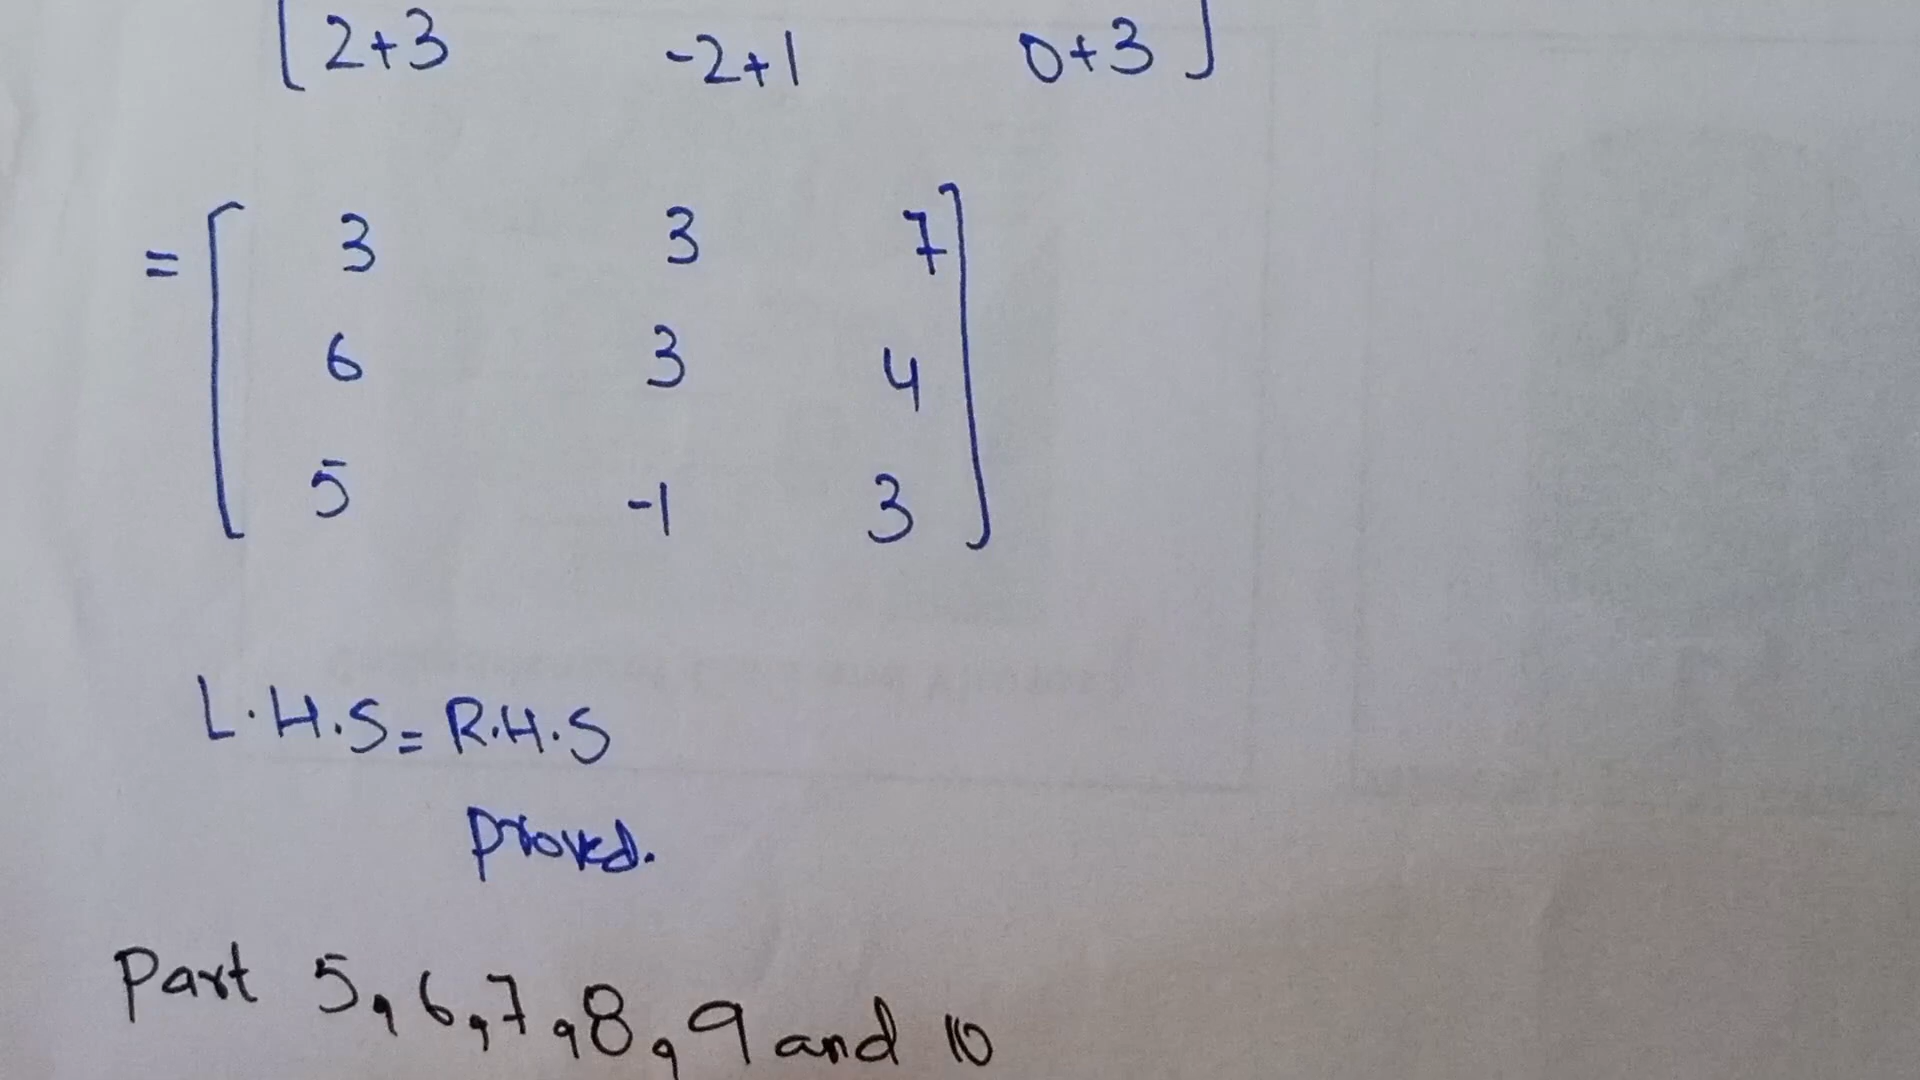 [ 2+3 -2+1 0+3 ]
= [ 3 3 7
6 3 4
5 -1 3 ]
L.H.S = R.H.S
Proved.
Part 5, 6, 7, 8, 9 and 10